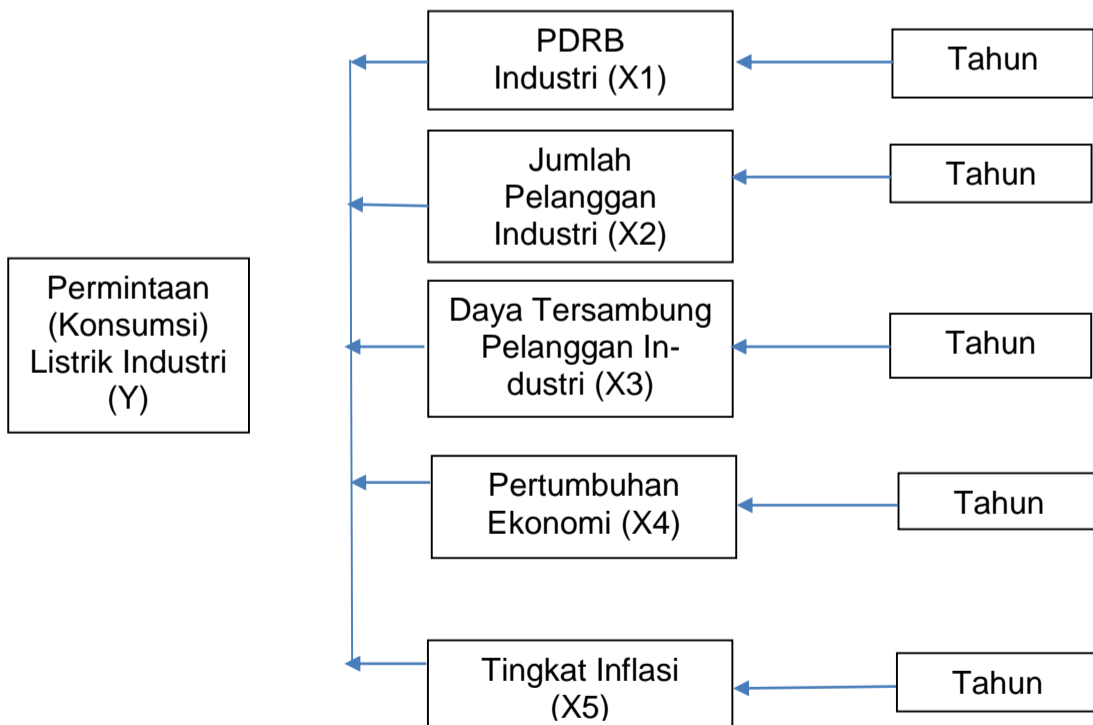 PDRB
Industri (X1)
Tahun
Jumlah
Pelanggan
Industri (X2)
Tahun
Permintaan
(Konsumsi)
Listrik Industri
(Y)
Daya Tersambung
Pelanggan In-
dustri (X3)
Tahun
Pertumbuhan
Ekonomi (X4)
Tahun
Tingkat Inflasi
(X5)
Tahun